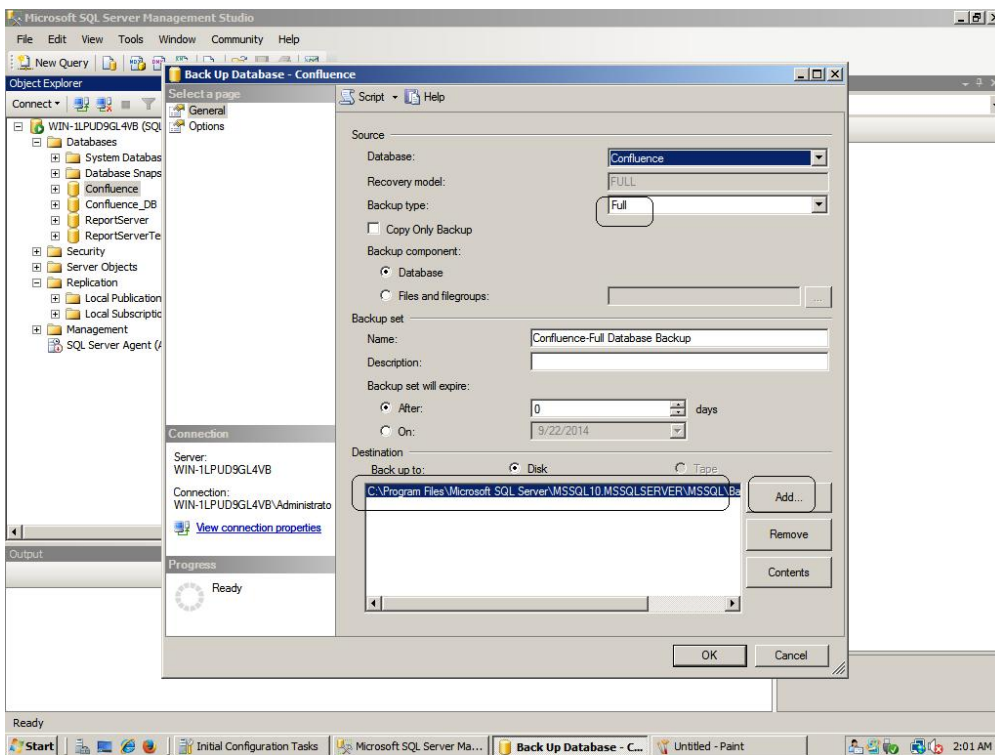 Microsoft SQL Server Management Studio
File Edit View Tools Window Community Help
New Query
Object Explorer
Connect
WIN-1LPUD9GL4VB (SQL
Databases
System Databas
Database Snaps
Confluence
Confluence_DB
ReportServer
ReportServerTe
Security
Server Objects
Replication
Local Publication
Local Subscriptio
Management
SQL Server Agent (A
Output
Back Up Database - Confluence
Select a page
General
Options
Connection
Server:
WIN-1LPUD9GL4VB
Connection:
WIN-1LPUD9GL4VB\Administrato
View connection properties
Progress
Ready
Script Help
Source
Database: Confluence
Recovery model: FULL
Backup type: Full
Copy Only Backup
Backup component:
Database
Files and filegroups: ...
Backup set
Name: Confluence-Full Database Backup
Description:
Backup set will expire:
After: 0 days
On: 9/22/2014
Destination
Back up to: Disk Tape
C:\Program Files\Microsoft SQL Server\MSSQL10.MSSQLSERVER\MSSQL\Ba
Add...
Remove
Contents
OK Cancel
Ready
Start Initial Configuration Tasks Microsoft SQL Server Ma... Back Up Database - C... Untitled - Paint 2:01 AM